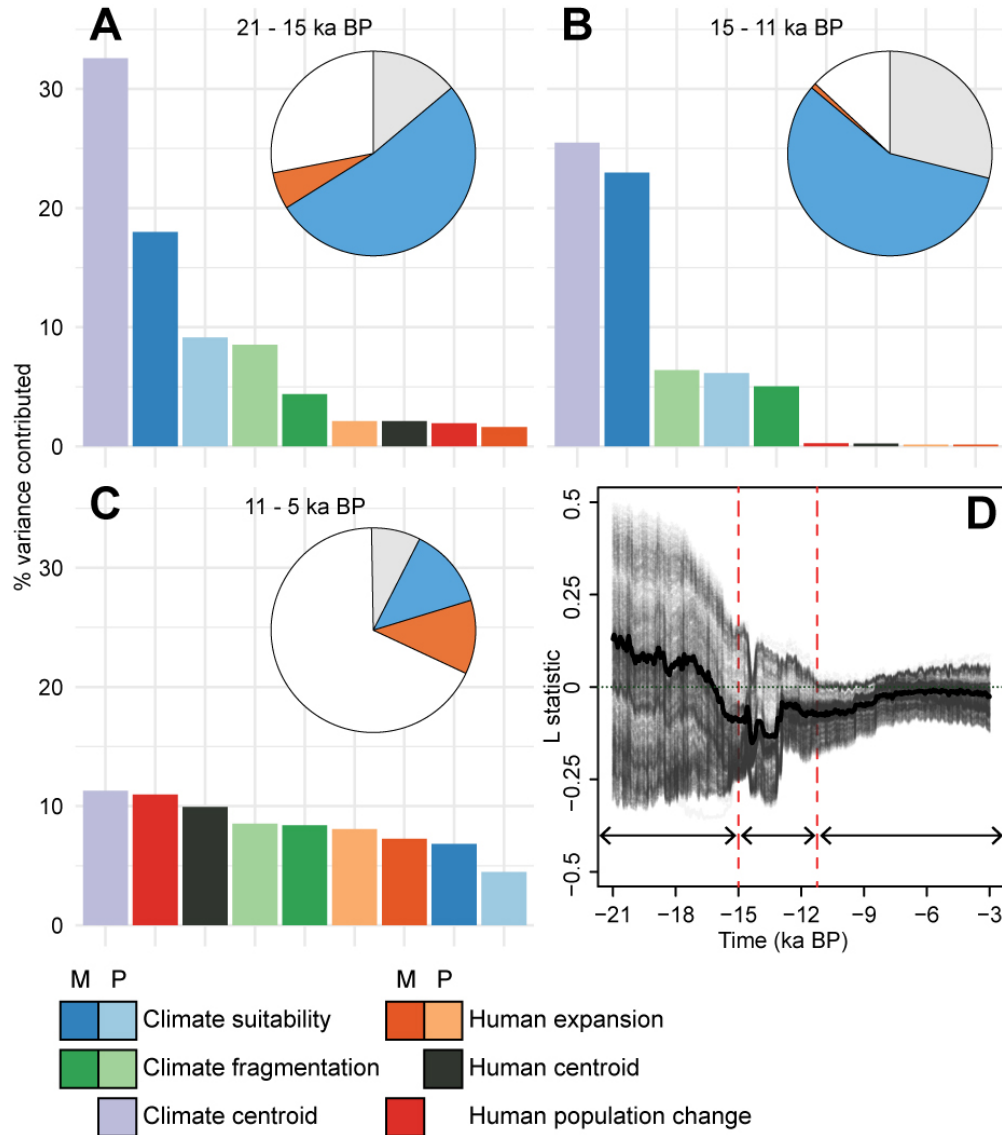 A
21 - 15 ka BP
B
15 - 11 ka BP
30
20
10
0
% variance contributed
C
11 - 5 ka BP
30
20
10
0
D
0.5
0.25
0
−0.25
−0.5
L statistic
−21 −18 −15 −12 −9 −6 −3
Time (ka BP)
M P
Climate suitability
Climate fragmentation
Climate centroid
M P
Human expansion
Human centroid
Human population change